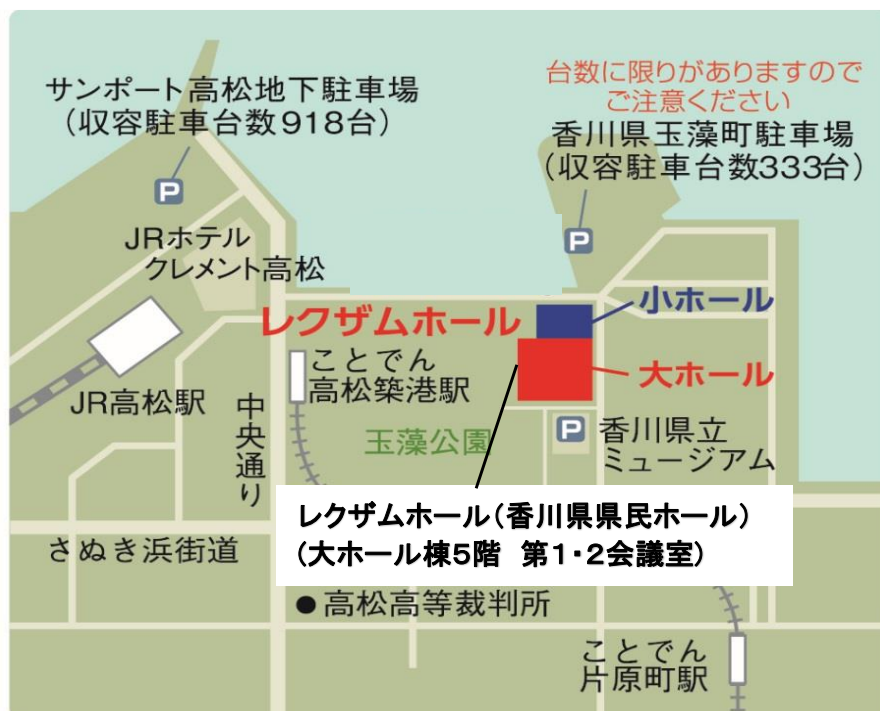 サンポート高松地下駐車場
（収容駐車台数918台）
P
台数に限りがありますので
ご注意ください
香川県玉藻町駐車場
（収容駐車台数333台）
P
JRホテル
クレメント高松
レクザムホール
小ホール
大ホール
ことでん
高松築港駅
JR高松駅
中央通り
玉藻公園
P
香川県立
ミュージアム
レクザムホール（香川県県民ホール）
（大ホール棟5階　第1・2会議室）
さぬき浜街道
●高松高等裁判所
ことでん
片原町駅